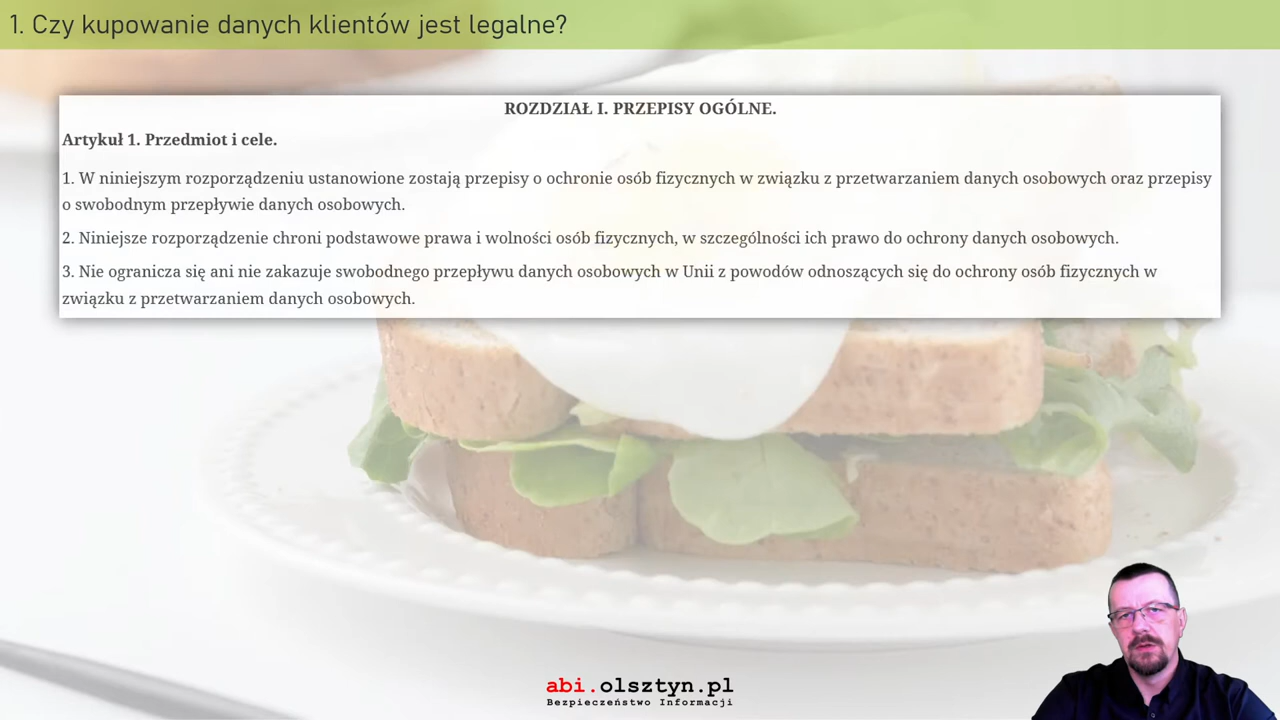 1. Czy kupowanie danych klientów jest legalne?
ROZDZIAŁ I. PRZEPISY OGÓLNE.
Artykuł 1. Przedmiot i cele.
1. W niniejszym rozporządzeniu ustanowione zostają przepisy o ochronie osób fizycznych w związku z przetwarzaniem danych osobowych oraz przepisy
o swobodnym przepływie danych osobowych.
2. Niniejsze rozporządzenie chroni podstawowe prawa i wolności osób fizycznych, w szczególności ich prawo do ochrony danych osobowych.
3. Nie ogranicza się ani nie zakazuje swobodnego przepływu danych osobowych w Unii z powodów odnoszących się do ochrony osób fizycznych w
związku z przetwarzaniem danych osobowych.
abi.olsztyn.pl
Bezpieczeństwo Informacji